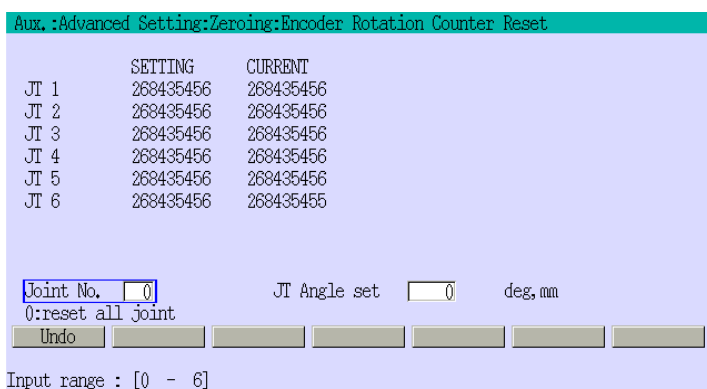 Aux.:Advanced Setting:Zeroing:Encoder Rotation Counter Reset
SETTING CURRENT
JT 1 268435456 268435456
JT 2 268435456 268435456
JT 3 268435456 268435456
JT 4 268435456 268435456
JT 5 268435456 268435456
JT 6 268435456 268435455
Joint No. 0 JT Angle set 0 deg,mm
0:reset all joint
Undo
Input range : [0 - 6]